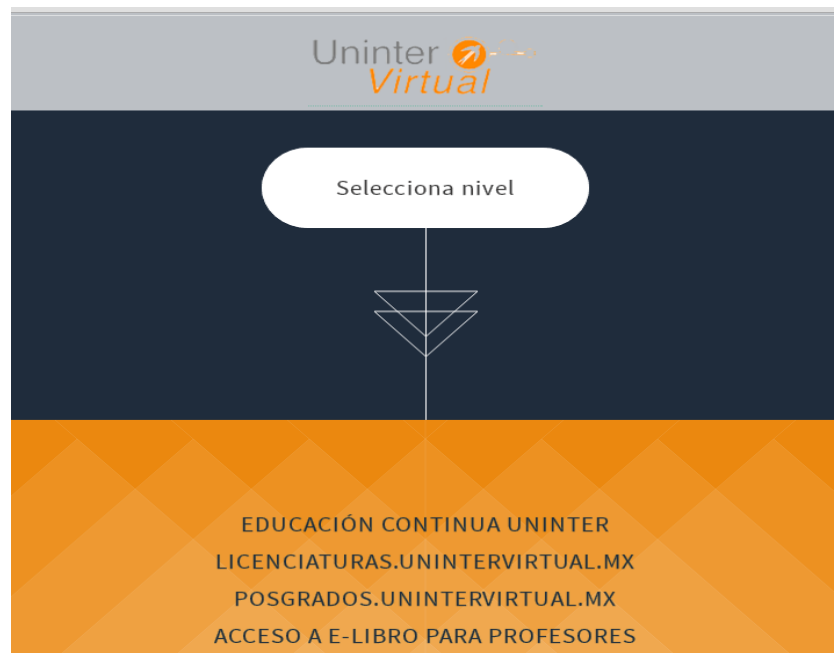 Uninter
Virtual
Selecciona nivel
EDUCACIÓN CONTINUA UNINTER
LICENCIATURAS.UNINTERVIRTUAL.MX
POSGRADOS.UNINTERVIRTUAL.MX
ACCESO A E-LIBRO PARA PROFESORES